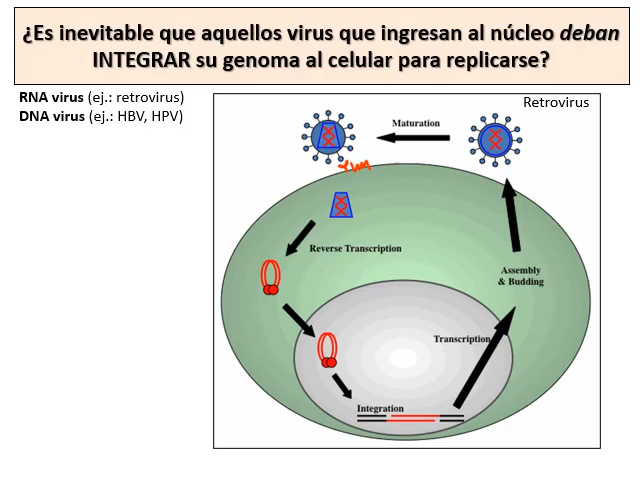 ¿Es inevitable que aquellos virus que ingresan al núcleo deban
INTEGRAR su genoma al celular para replicarse?
RNA virus (ej.: retrovirus)
DNA virus (ej.: HBV, HPV)
Retrovirus
Maturation
Reverse Transcription
Assembly
& Budding
Transcription
Integration